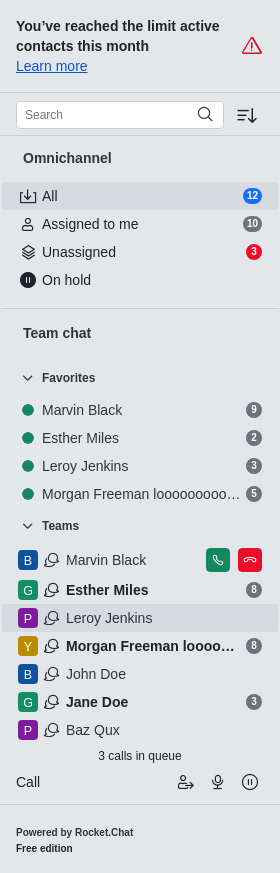 You’ve reached the limit active
contacts this month
Learn more
Search
Omnichannel
All 12
Assigned to me 10
Unassigned 3
On hold
Team chat
Favorites
Marvin Black 9
Esther Miles 2
Leroy Jenkins 3
Morgan Freeman looooooooo… 5
Teams
B Marvin Black
G Esther Miles 8
P Leroy Jenkins
Y Morgan Freeman loooo… 8
B John Doe
G Jane Doe 3
P Baz Qux
3 calls in queue
Call
Powered by Rocket.Chat
Free edition